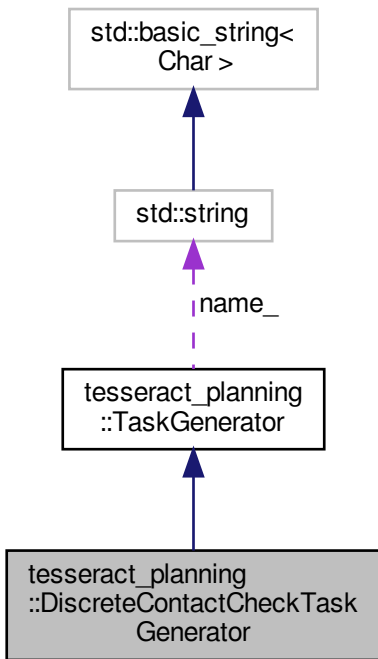 std::basic_string<
Char >
std::string
name_
tesseract_planning
::TaskGenerator
tesseract_planning
::DiscreteContactCheckTask
Generator